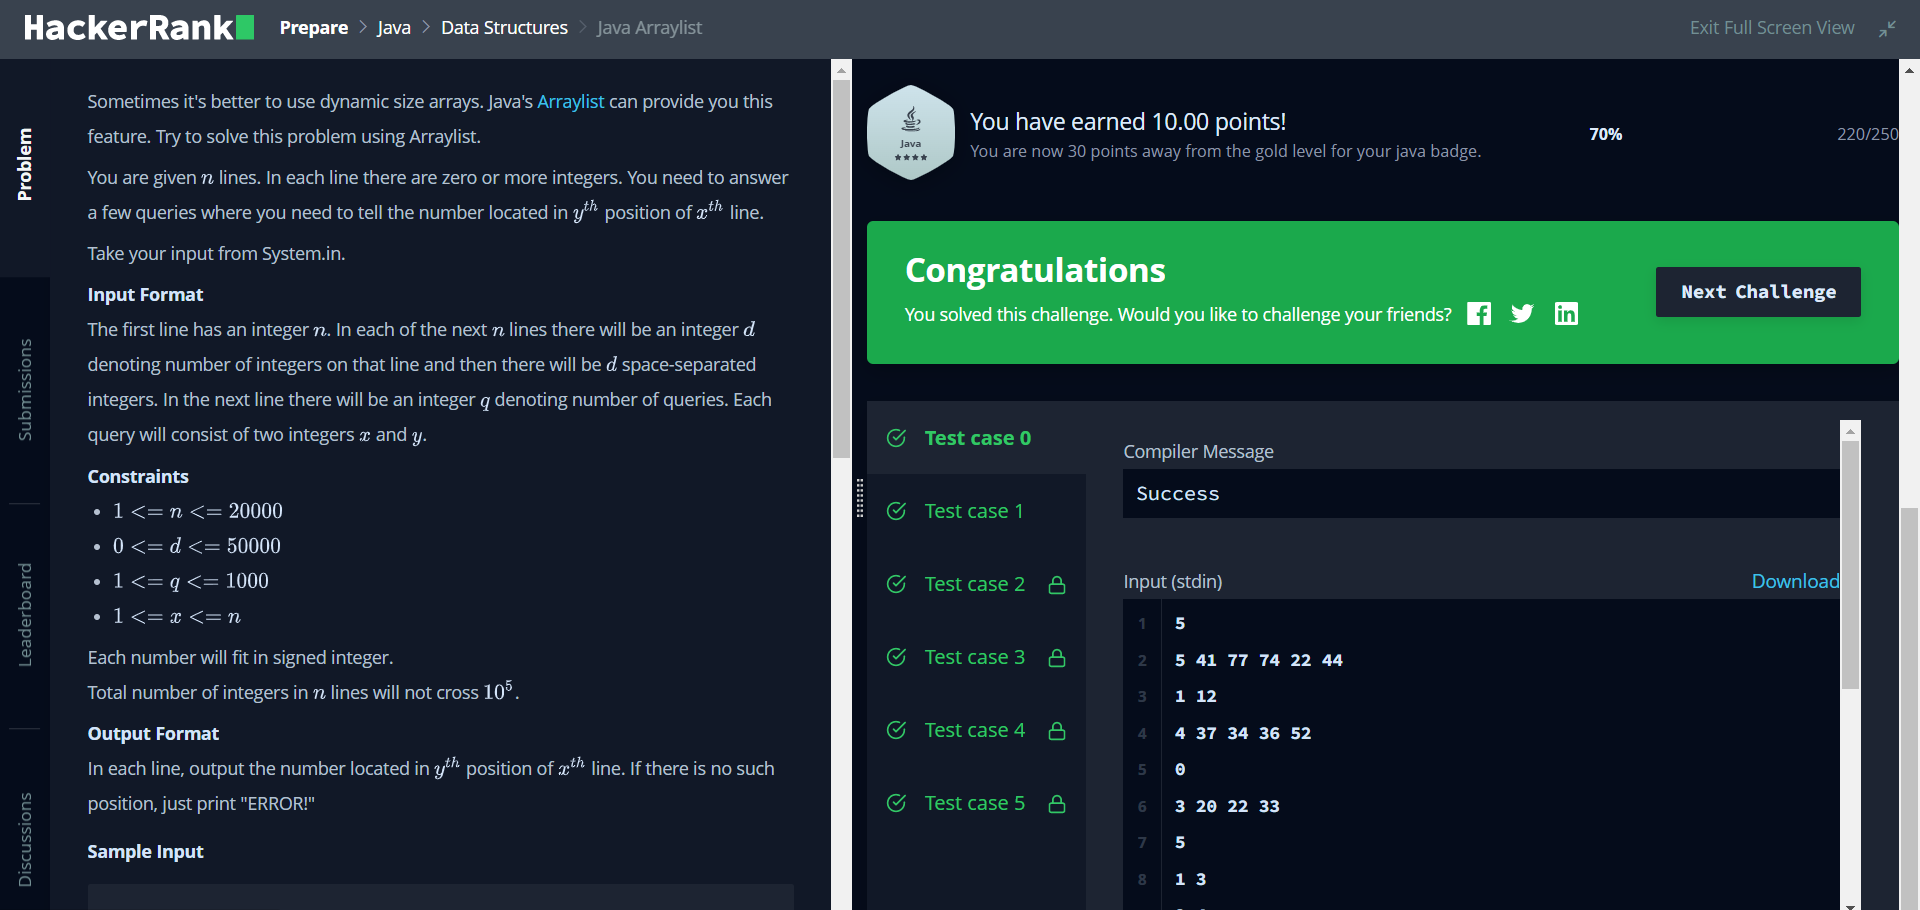 HackerRank
Prepare > Java > Data Structures > Java Arraylist
Exit Full Screen View
Problem
Submissions
Leaderboard
Discussions
Sometimes it's better to use dynamic size arrays. Java's Arraylist can provide you this
feature. Try to solve this problem using Arraylist.
You are given n lines. In each line there are zero or more integers. You need to answer
a few queries where you need to tell the number located in y^th position of x^th line.
Take your input from System.in.
Input Format
The first line has an integer n. In each of the next n lines there will be an integer d
denoting number of integers on that line and then there will be d space-separated
integers. In the next line there will be an integer q denoting number of queries. Each
query will consist of two integers x and y.
Constraints
• 1 <= n <= 20000
• 0 <= d <= 50000
• 1 <= q <= 1000
• 1 <= x <= n
Each number will fit in signed integer.
Total number of integers in n lines will not cross 10^5.
Output Format
In each line, output the number located in y^th position of x^th line. If there is no such
position, just print "ERROR!"
Sample Input
Java
You have earned 10.00 points!
You are now 30 points away from the gold level for your java badge.
70%
220/250
Congratulations
You solved this challenge. Would you like to challenge your friends?
Next Challenge
Test case 0
Test case 1
Test case 2
Test case 3
Test case 4
Test case 5
Compiler Message
Success
Input (stdin)
Download
1 5
2 5 41 77 74 22 44
3 1 12
4 4 37 34 36 52
5 0
6 3 20 22 33
7 5
8 1 3